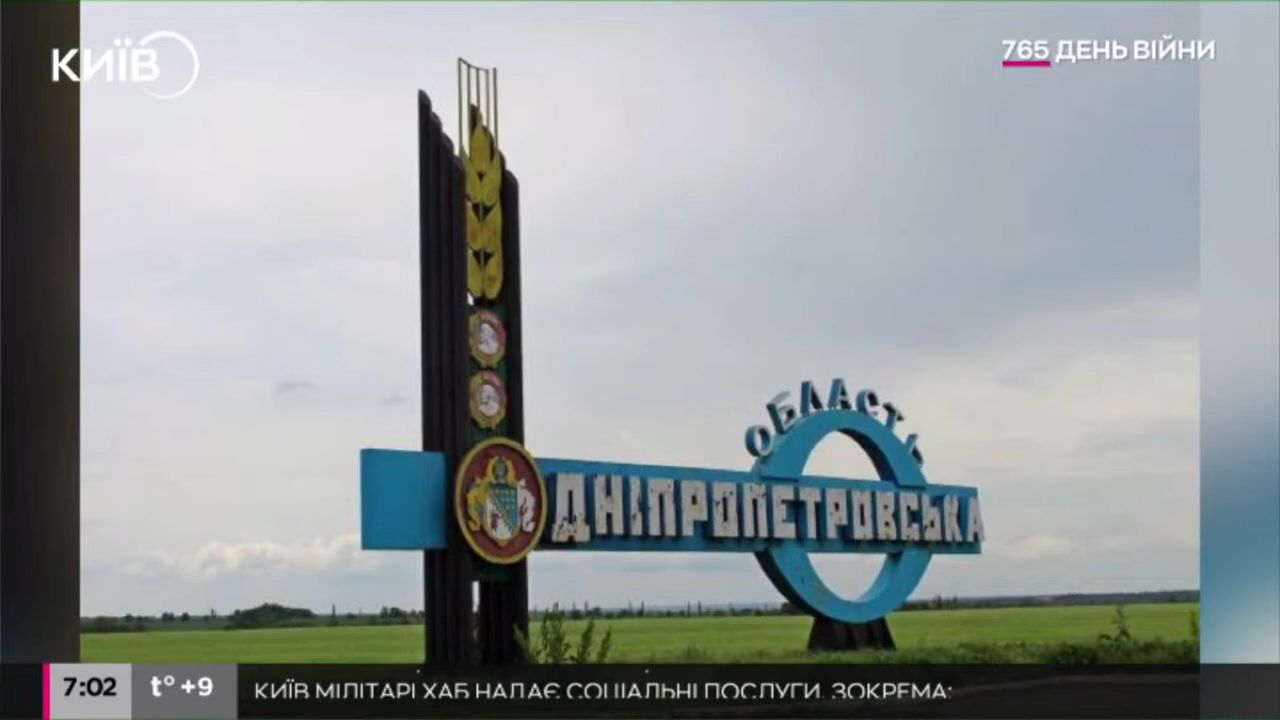 КИЇВ
765 ДЕНЬ ВІЙНИ
ОБЛАСТЬ
ДНІПРОПЕТРОВСЬКА
7:02 t° +9 КИЇВ МІЛІТАРІ ХАБ НАДАЄ СОЦІАЛЬНІ ПОСЛУГИ, ЗОКРЕМА: